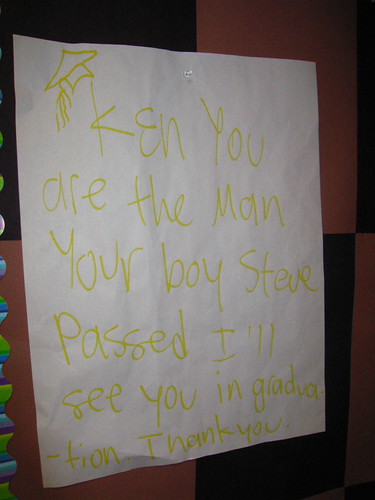 KEn You
are the Man
Your boy Steve
Passed I'll
see you in gradua
-tion. Thank you.